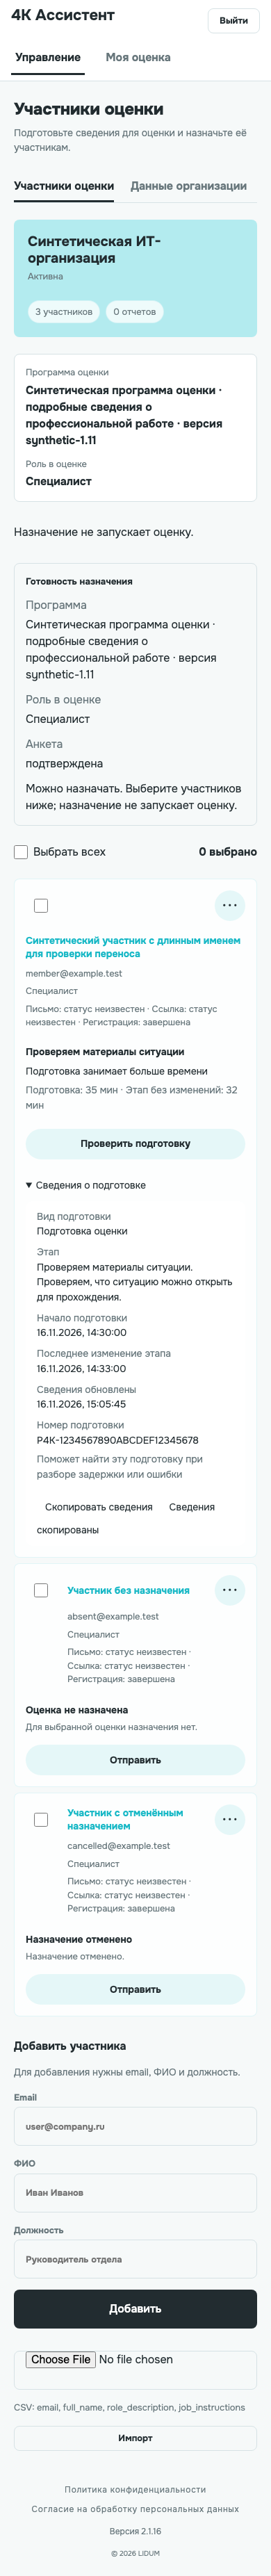 4K Ассистент
Выйти
Управление
Моя оценка
Участники оценки
Подготовьте сведения для оценки и назначьте её
участникам.
Участники оценки
Данные организации
Синтетическая ИТ-
организация
Активна
3 участников
0 отчетов
Программа оценки
Синтетическая программа оценки ·
подробные сведения о
профессиональной работе · версия
synthetic-1.11
Роль в оценке
Специалист
Назначение не запускает оценку.
Готовность назначения
Программа
Синтетическая программа оценки ·
подробные сведения о
профессиональной работе · версия
synthetic-1.11
Роль в оценке
Специалист
Анкета
подтверждена
Можно назначать. Выберите участников
ниже; назначение не запускает оценку.
Выбрать всех
0 выбрано
Синтетический участник с длинным именем
для проверки переноса
member@example.test
Специалист
Письмо: статус неизвестен · Ссылка: статус
неизвестен · Регистрация: завершена
Проверяем материалы ситуации
Подготовка занимает больше времени
Подготовка: 35 мин · Этап без изменений: 32
мин
Проверить подготовку
▼ Сведения о подготовке
Вид подготовки
Подготовка оценки
Этап
Проверяем материалы ситуации.
Проверяем, что ситуацию можно открыть
для прохождения.
Начало подготовки
16.11.2026, 14:30:00
Последнее изменение этапа
16.11.2026, 14:33:00
Сведения обновлены
16.11.2026, 15:05:45
Номер подготовки
P4K-1234567890ABCDEF12345678
Поможет найти эту подготовку при
разборе задержки или ошибки
Скопировать сведения
Сведения
скопированы
Участник без назначения
absent@example.test
Специалист
Письмо: статус неизвестен ·
Ссылка: статус неизвестен ·
Регистрация: завершена
Оценка не назначена
Для выбранной оценки назначения нет.
Отправить
Участник с отменённым
назначением
cancelled@example.test
Специалист
Письмо: статус неизвестен ·
Ссылка: статус неизвестен ·
Регистрация: завершена
Назначение отменено
Назначение отменено.
Отправить
Добавить участника
Для добавления нужны email, ФИО и должность.
Email
user@company.ru
ФИО
Иван Иванов
Должность
Руководитель отдела
Добавить
Choose File No file chosen
CSV: email, full_name, role_description, job_instructions
Импорт
Политика конфиденциальности
Согласие на обработку персональных данных
Версия 2.1.16
© 2026 LIDUM